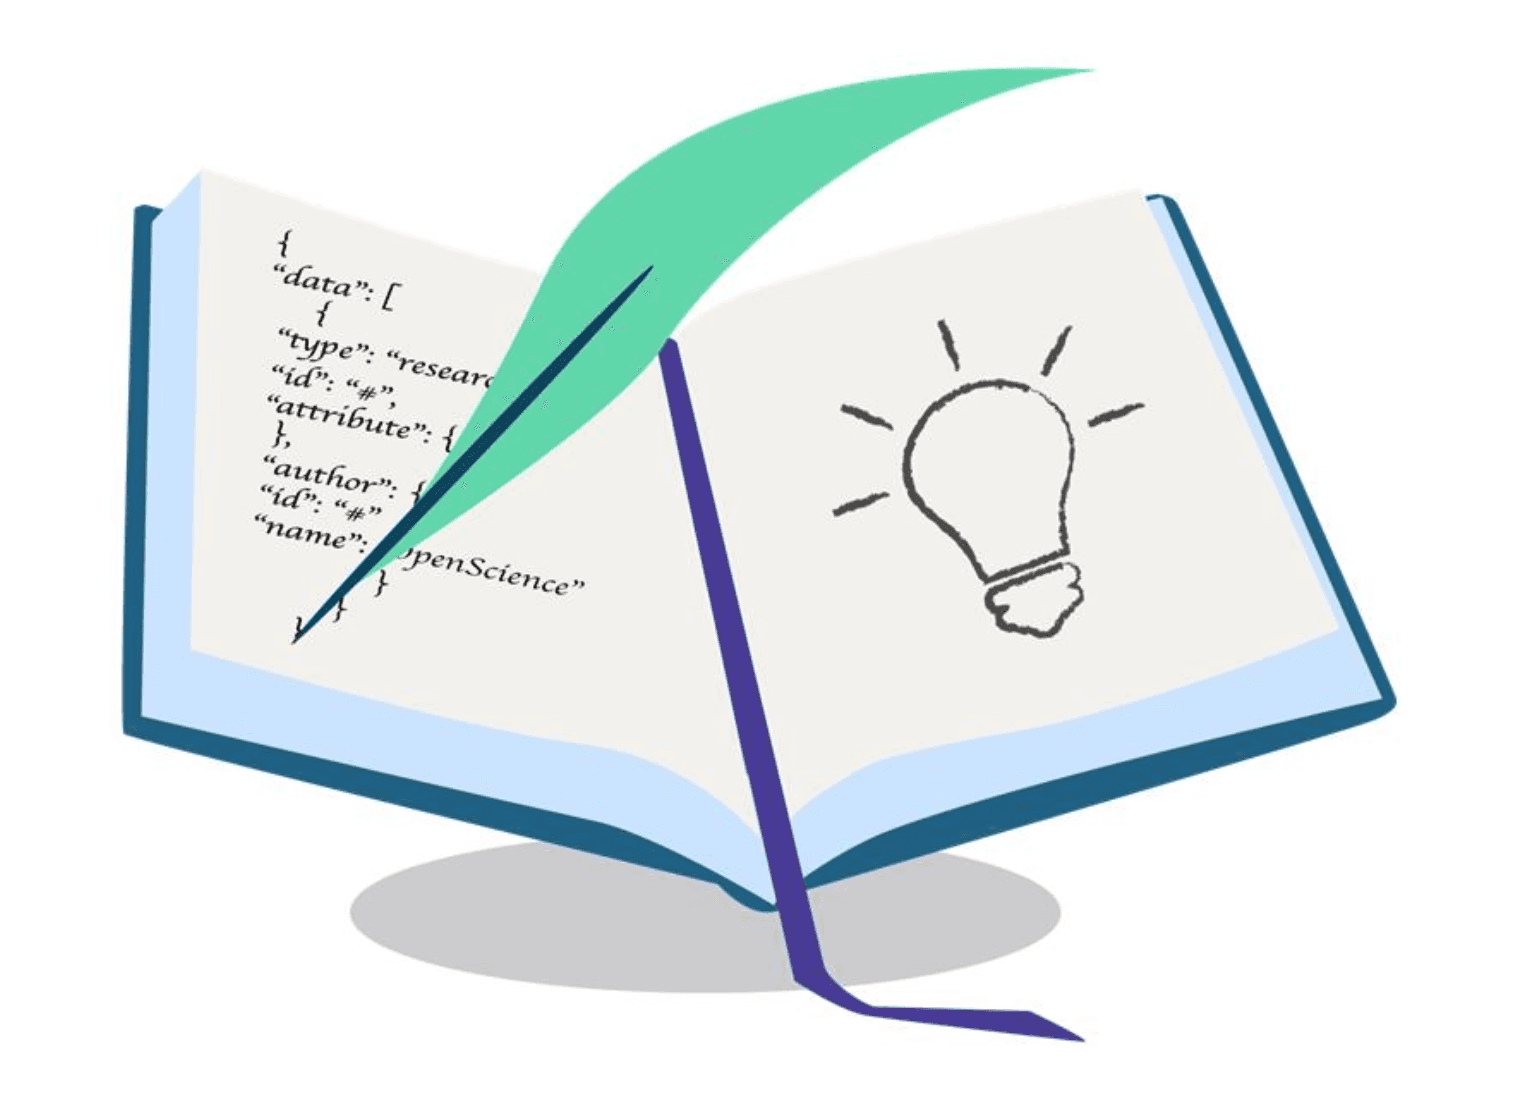 {
“data”: [
{
“type”: “researc
“id”: “#”,
“attribute”: {
},
“author”: {
“id”: “#”
“name”: openScience”
}
}
}